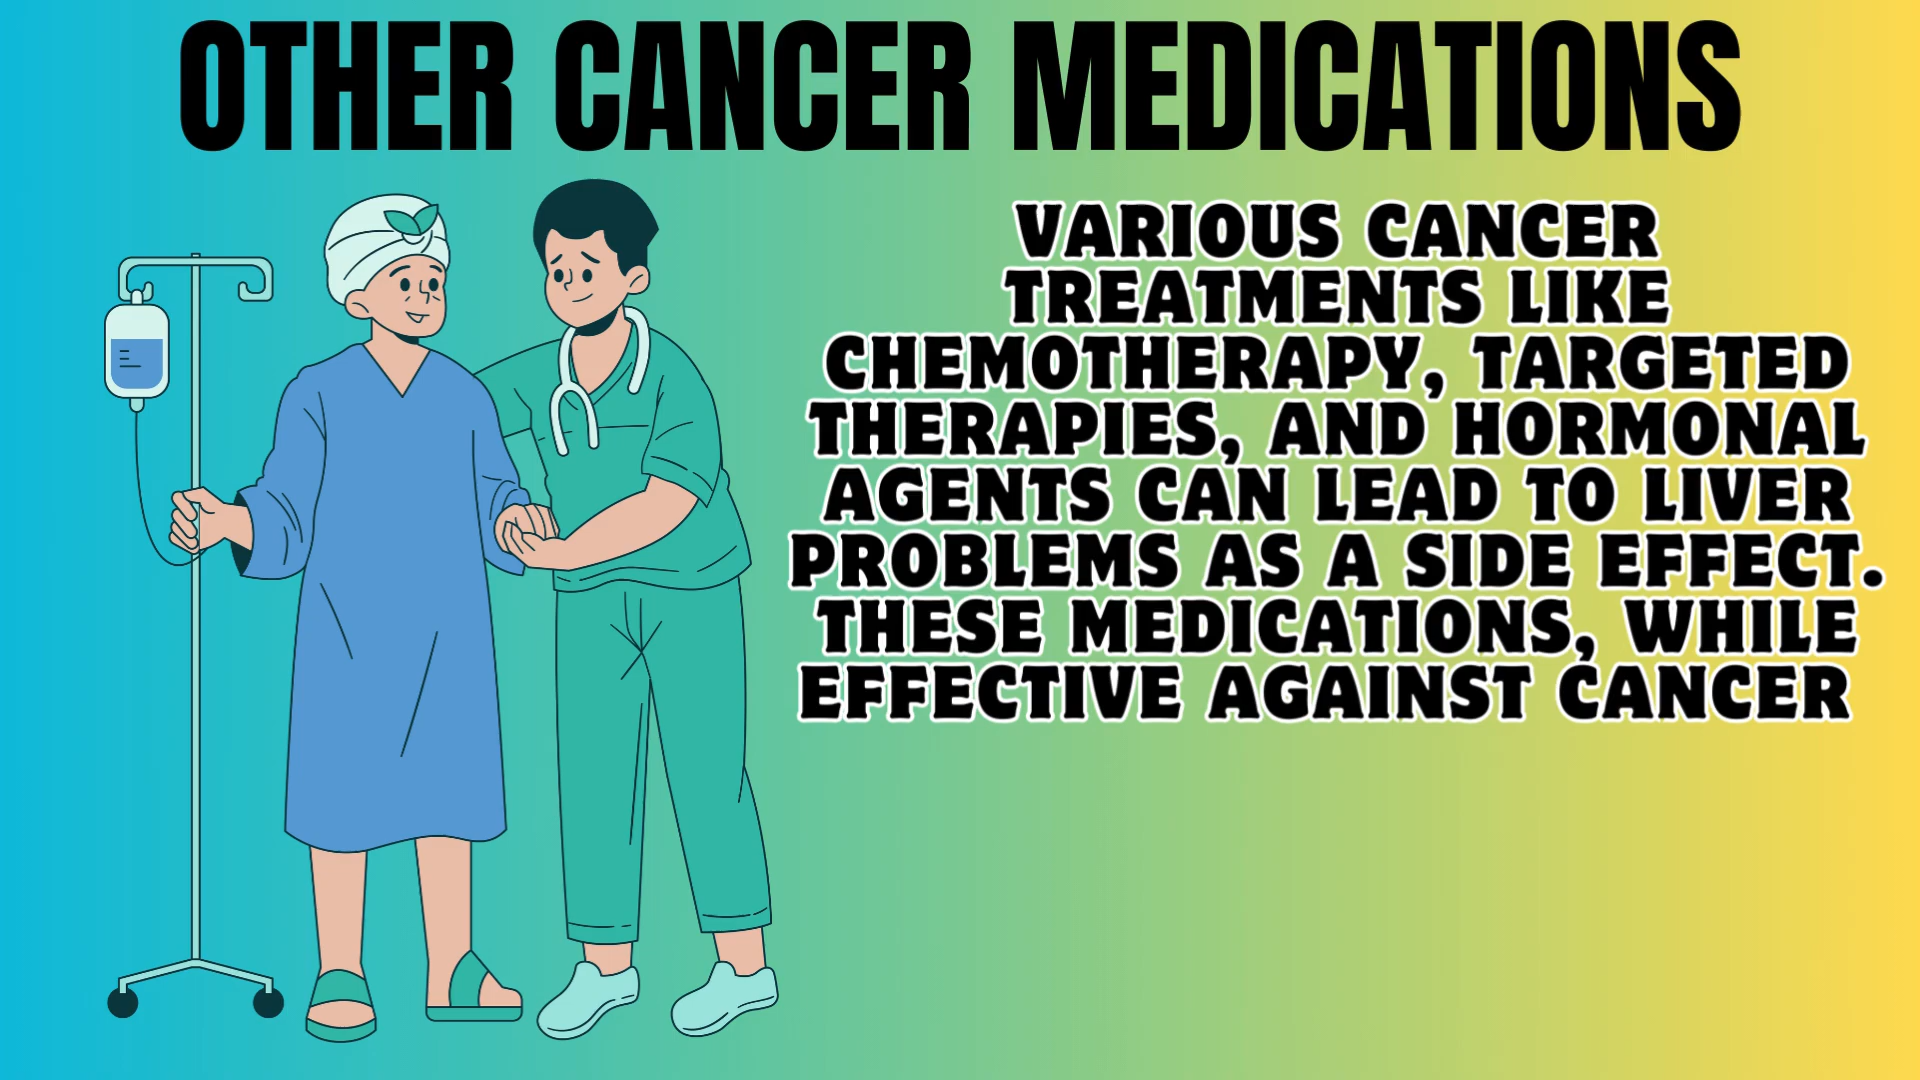 OTHER CANCER MEDICATIONS
VARIOUS CANCER
TREATMENTS LIKE
CHEMOTHERAPY, TARGETED
THERAPIES, AND HORMONAL
AGENTS CAN LEAD TO LIVER
PROBLEMS AS A SIDE EFFECT.
THESE MEDICATIONS, WHILE
EFFECTIVE AGAINST CANCER